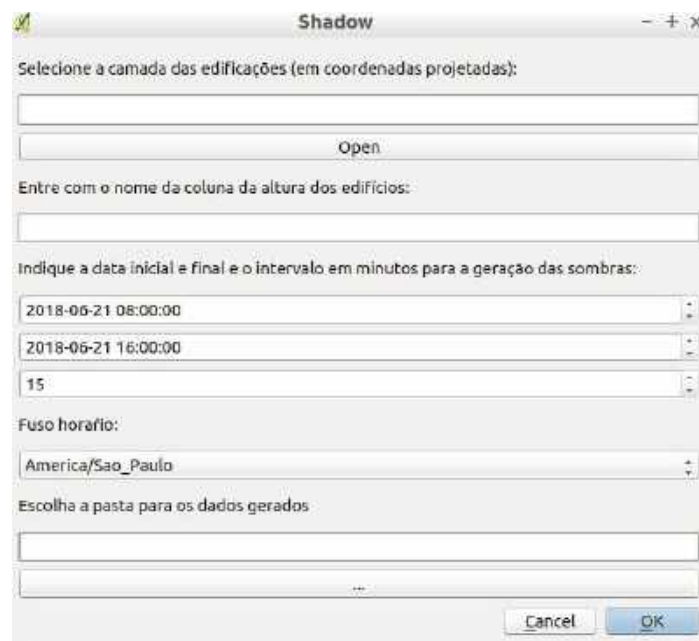 Shadow
Selecione a camada das edificações (em coordenadas projetadas):
Open
Entre com o nome da coluna da altura dos edifícios:
Indique a data inicial e final e o intervalo em minutos para a geração das sombras:
2018-06-21 08:00:00
2018-06-21 16:00:00
15
Fuso horaŕio:
America/Sao_Paulo
Escolha a pasta para os dados gerados
...
Cancel OK